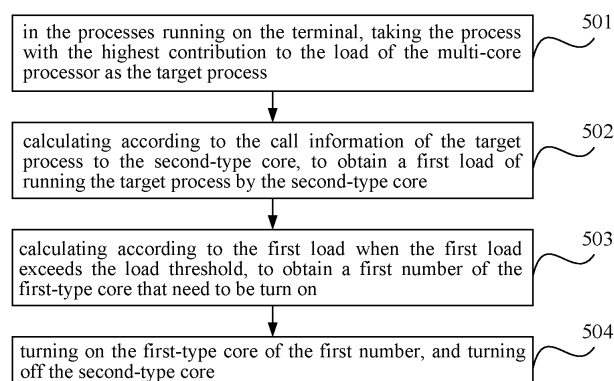 in the processes running on the terminal, taking the process
with the highest contribution to the load of the multi-core
processor as the target process
501
calculating according to the call information of the target
process to the second-type core, to obtain a first load of
running the target process by the second-type core
502
calculating according to the first load when the first load
exceeds the load threshold, to obtain a first number of the
first-type core that need to be turn on
503
turning on the first-type core of the first number, and turning
off the second-type core
504